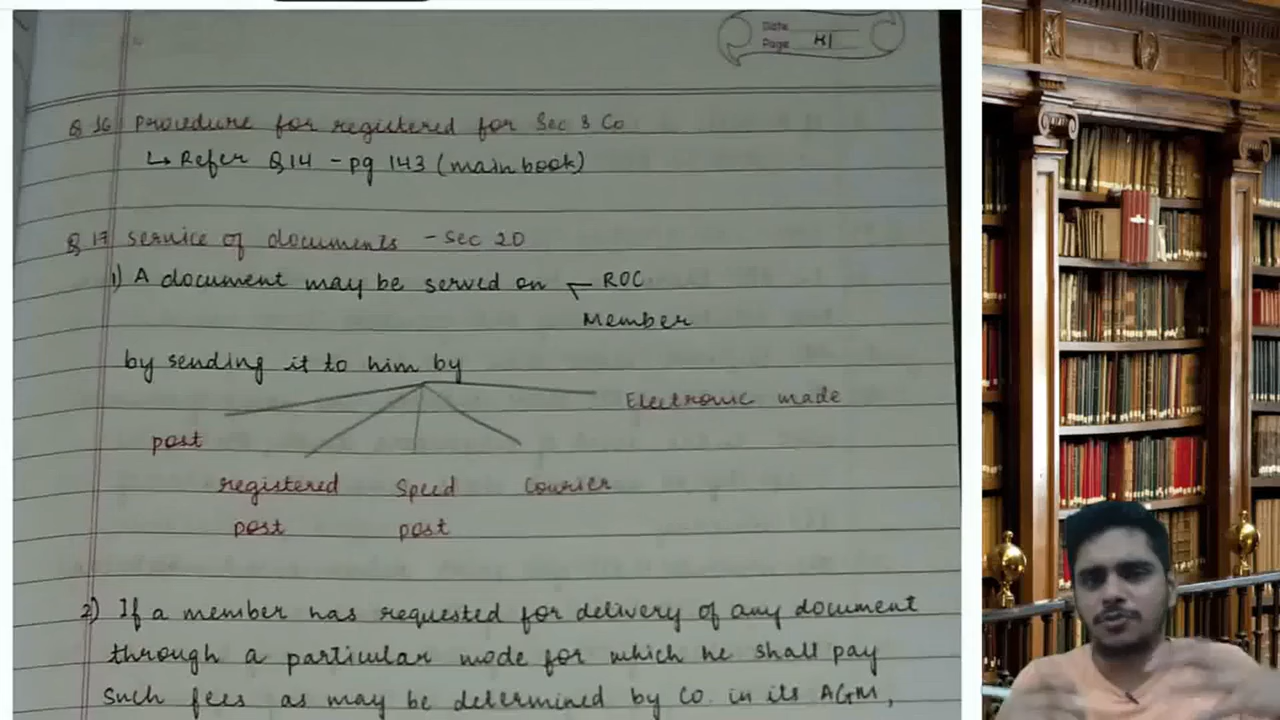 Date
Page 41
Q 16 Procedure for registered for Sec 8 Co
↳ Refer Q14 - pg 143 (main book)
Q 17 service of documents - sec 20
1) A document may be served on ROC
Member
by sending it to him by
Electronic made
post
registered speed courier
post post
2) If a member has requested for delivery of any document
through a particular mode for which he shall pay
such fees as may be determined by Co. in its AGM,